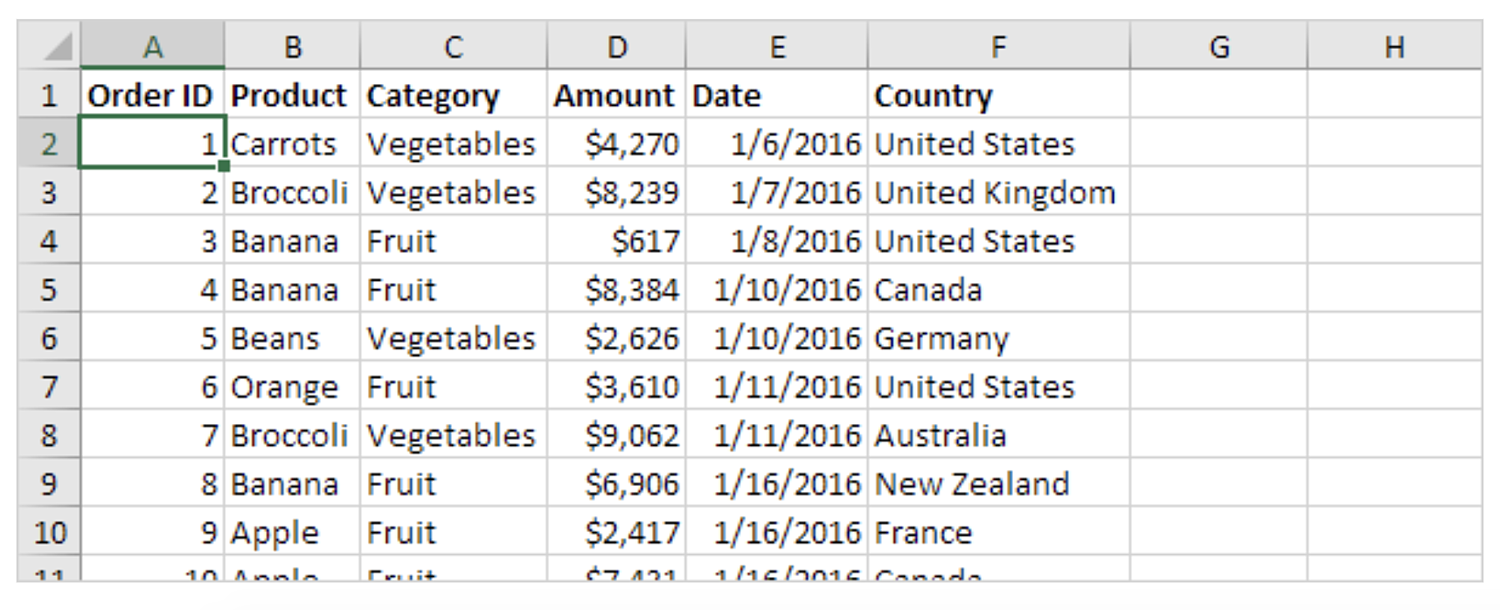 A B C D E F G H
1 Order ID Product Category Amount Date Country
2 1 Carrots Vegetables $4,270 1/6/2016 United States
3 2 Broccoli Vegetables $8,239 1/7/2016 United Kingdom
4 3 Banana Fruit $617 1/8/2016 United States
5 4 Banana Fruit $8,384 1/10/2016 Canada
6 5 Beans Vegetables $2,626 1/10/2016 Germany
7 6 Orange Fruit $3,610 1/11/2016 United States
8 7 Broccoli Vegetables $9,062 1/11/2016 Australia
9 8 Banana Fruit $6,906 1/16/2016 New Zealand
10 9 Apple Fruit $2,417 1/16/2016 France
11 10 Apple Fruit $7,431 1/16/2016 Canada